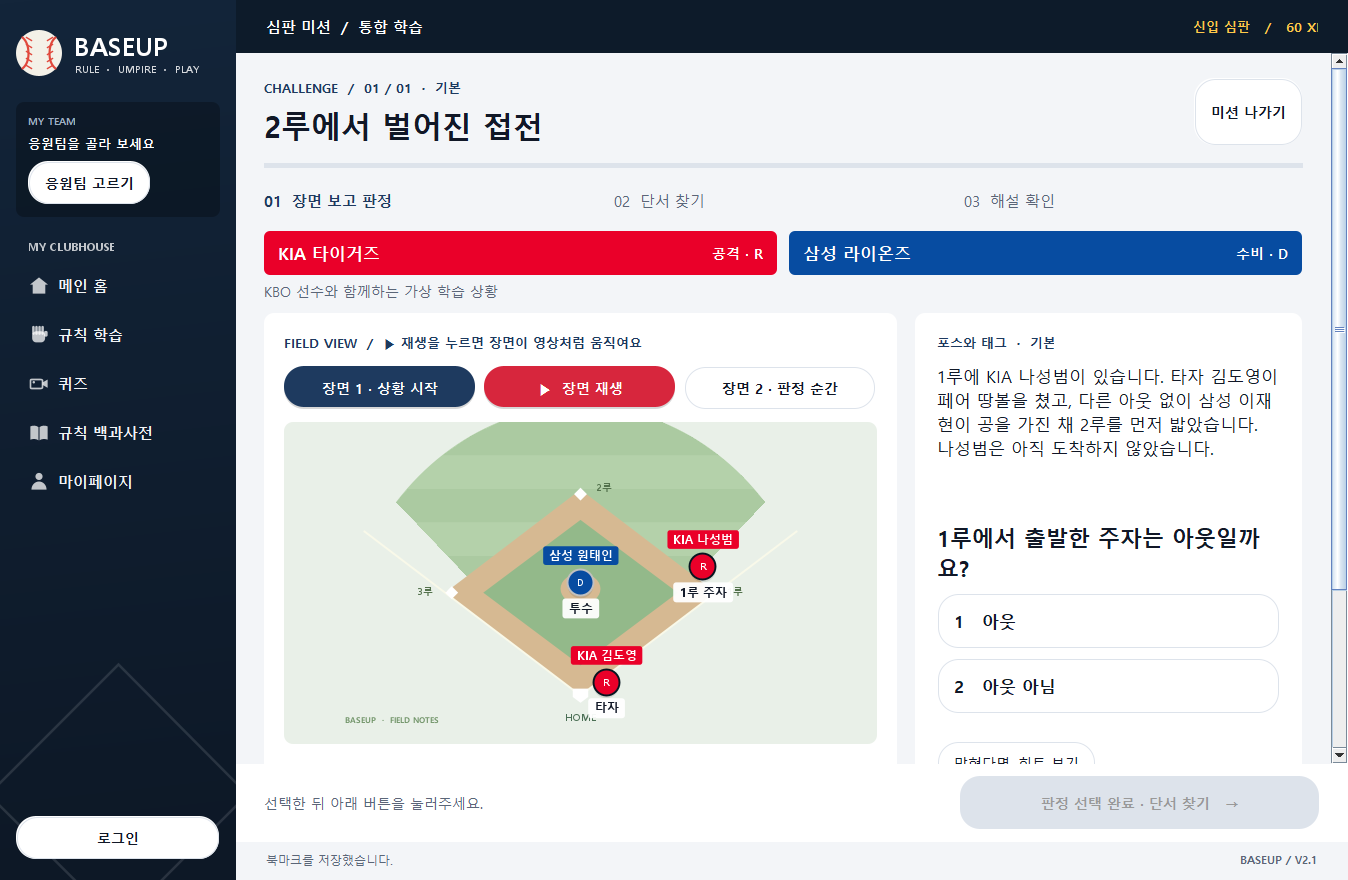 BASEUP
RULE · UMPIRE · PLAY
MY TEAM
응원팀을 골라 보세요
응원팀 고르기
MY CLUBHOUSE
메인 홈
규칙 학습
퀴즈
규칙 백과사전
마이페이지
로그인
심판 미션 / 통합 학습
신입 심판 / 60
CHALLENGE / 01 / 01 · 기본
2루에서 벌어진 접전
미션 나가기
01 장면 보고 판정
02 단서 찾기
03 해설 확인
KIA 타이거즈
공격 · R
삼성 라이온즈
수비 · D
KBO 선수와 함께하는 가상 학습 상황
FIELD VIEW / ▶ 재생을 누르면 장면이 영상처럼 움직여요
장면 1 · 상황 시작
▶ 장면 재생
장면 2 · 판정 순간
2루
KIA 나성범
R
1루 주자
루
삼성 원태인
D
투수
3루
KIA 김도영
R
타자
HOME
BASEUP · FIELD NOTES
포스와 태그 · 기본
1루에 KIA 나성범이 있습니다. 타자 김도영이
페어 땅볼을 쳤고, 다른 아웃 없이 삼성 이재
현이 공을 가진 채 2루를 먼저 밟았습니다.
나성범은 아직 도착하지 않았습니다.
1루에서 출발한 주자는 아웃일까
요?
1 아웃
2 아웃 아님
막혔다면 힌트 보기
선택한 뒤 아래 버튼을 눌러주세요.
판정 선택 완료 · 단서 찾기 →
북마크를 저장했습니다.
BASEUP / V2.1